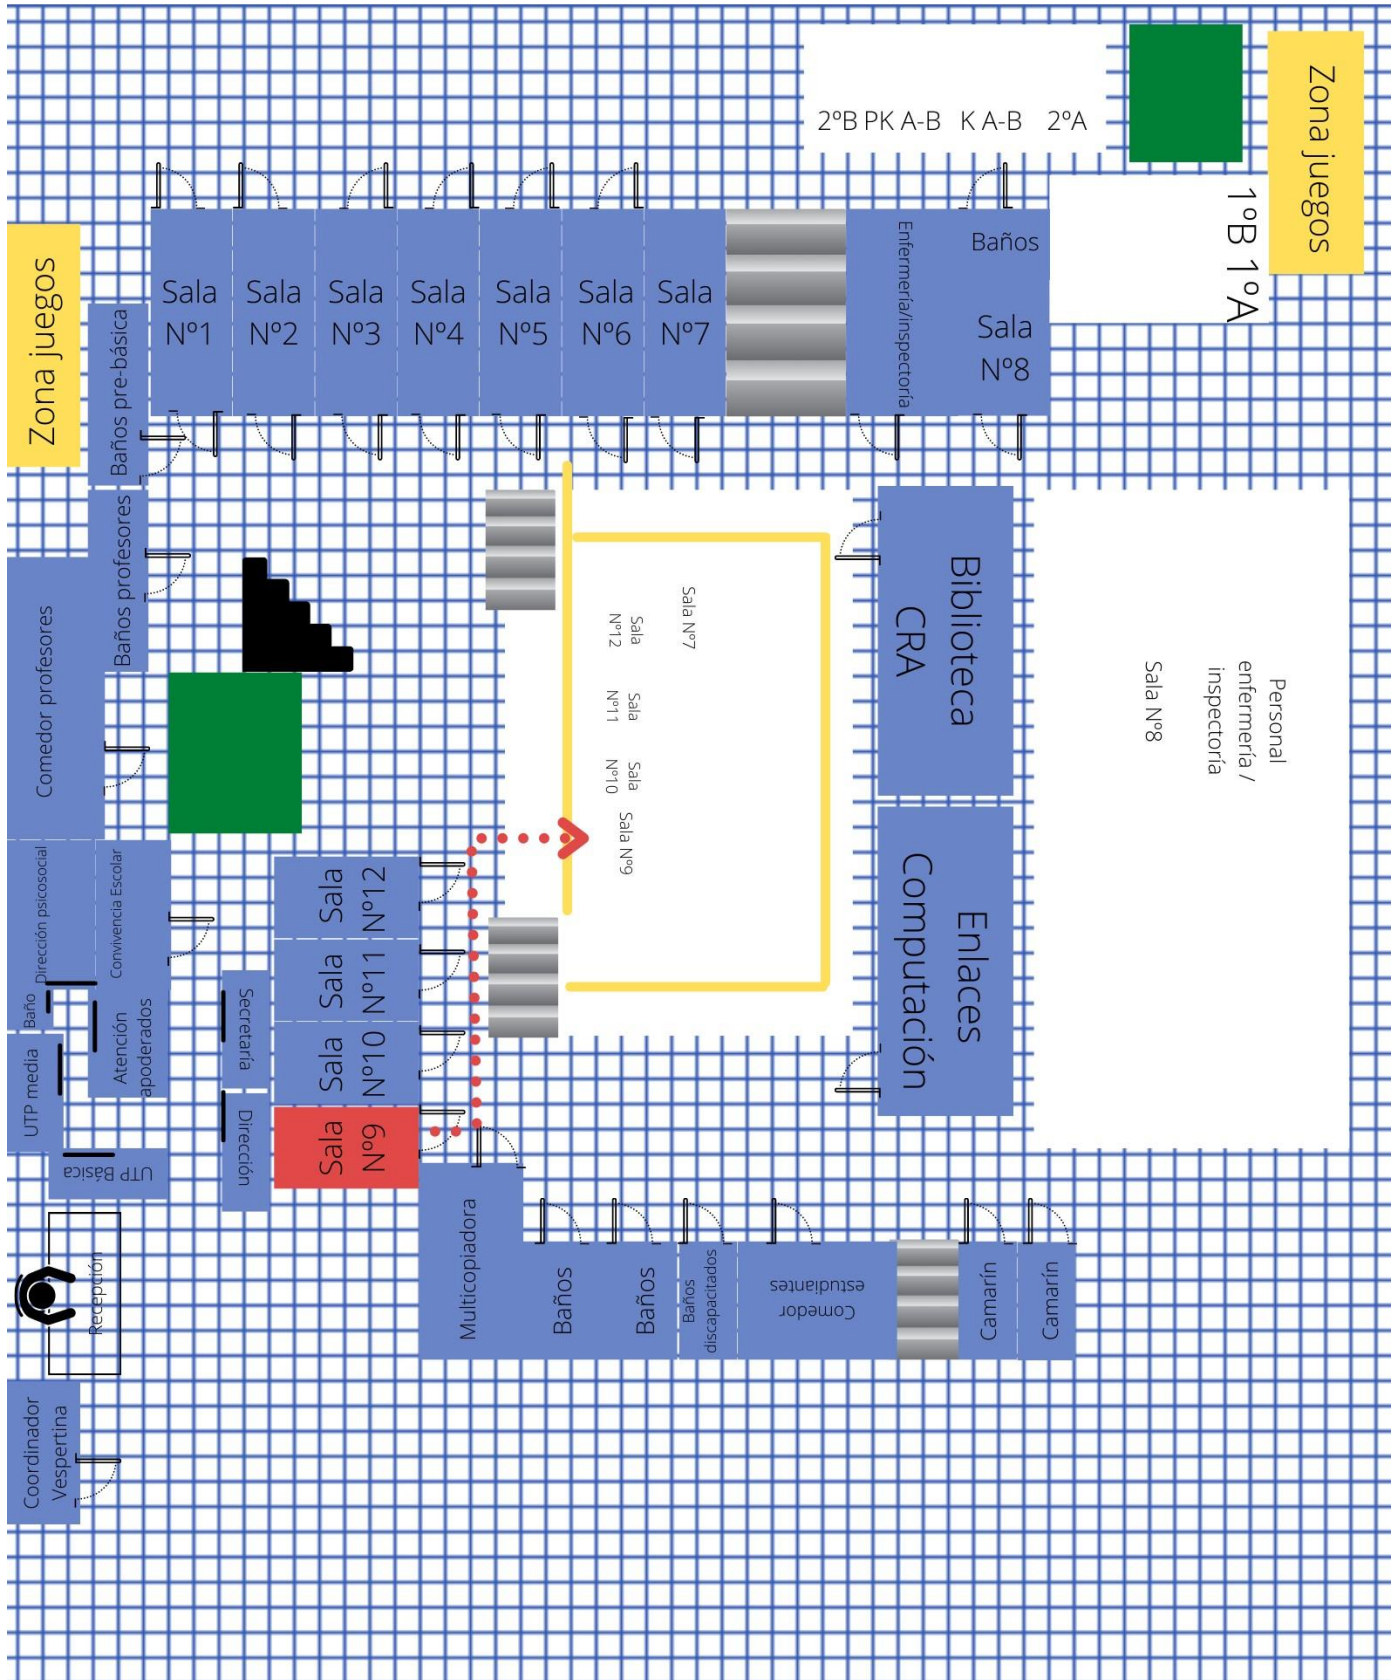 2ºB PK A-B K A-B 2ºA
Zona juegos
1ºB 1ºA
Zona juegos
Baños pre-básica
Sala
Nº1
Sala
Nº2
Sala
Nº3
Sala
Nº4
Sala
Nº5
Sala
Nº6
Sala
Nº7
Enfermería/inspectoría
Baños
Sala
Nº8
Baños profesores
Comedor profesores
Sala Nº7
Sala
Nº12
Sala
Nº11
Sala
Nº10
Sala Nº9
Biblioteca
CRA
Personal
enfermería /
inspectoría
Sala Nº8
Enlaces
Computación
Dirección psicosocial
Convivencia Escolar
Sala
Nº12
Sala
Nº11
Sala
Nº10
Sala
Nº9
Baño
Atención
apoderados
Secretaría
UTP media
Dirección
UTP Básica
Recepción
Multicopiadora
Baños
Baños
Baños
discapacitados
Comedor
estudiantes
Camarín
Camarín
Coordinador
Vespertina